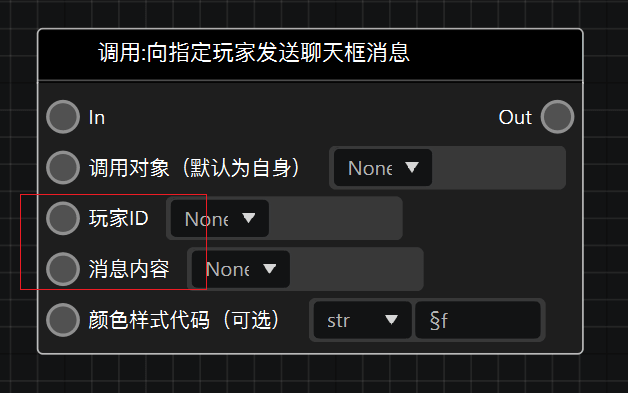 调用:向指定玩家发送聊天框消息
In Out
调用对象（默认为自身） None
玩家ID None
消息内容 None
颜色样式代码（可选） str §f